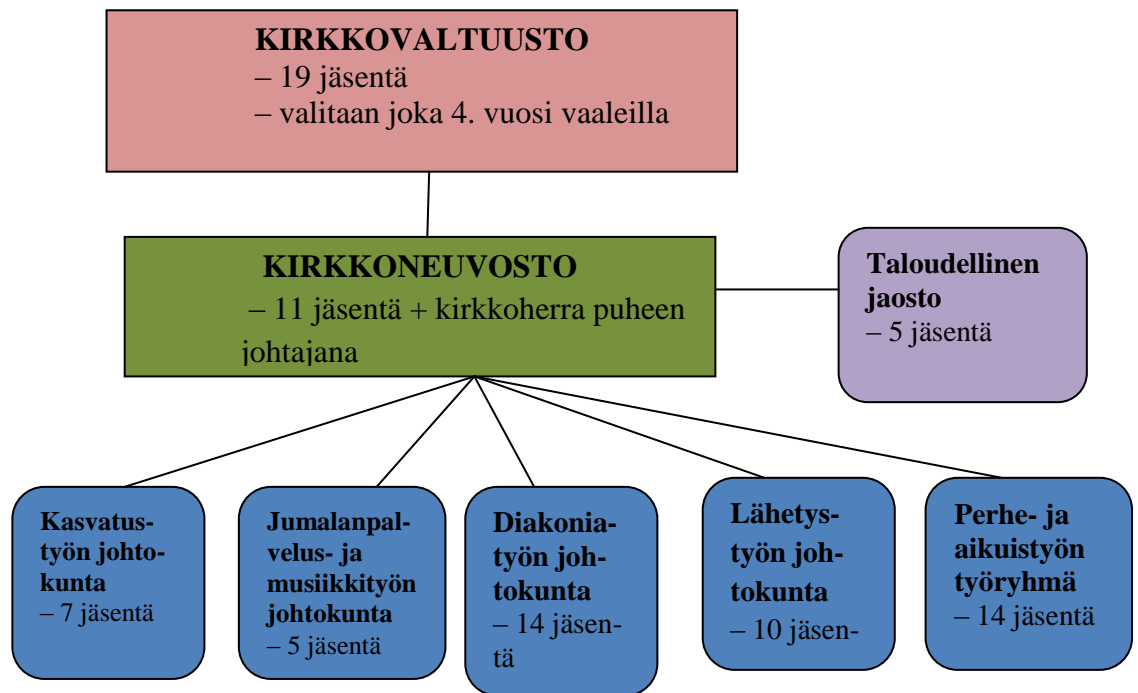 KIRKKOVALTUUSTO
– 19 jäsentä
– valitaan joka 4. vuosi vaaleilla
KIRKKONEUVOSTO
– 11 jäsentä + kirkkoherra puheen
johtajana
Taloudellinen
jaosto
– 5 jäsentä
Kasvatus-
työn johto-
kunta
– 7 jäsentä
Jumalanpal-
velus- ja
musiikkityön
johtokunta
– 5 jäsentä
Diakonia-
työn joh-
tokunta
– 14 jäsen-
tä
Lähetys-
työn joh-
tokunta
– 10 jäsen-
Perhe- ja
aikuistyön
työryhmä
– 14 jäsentä